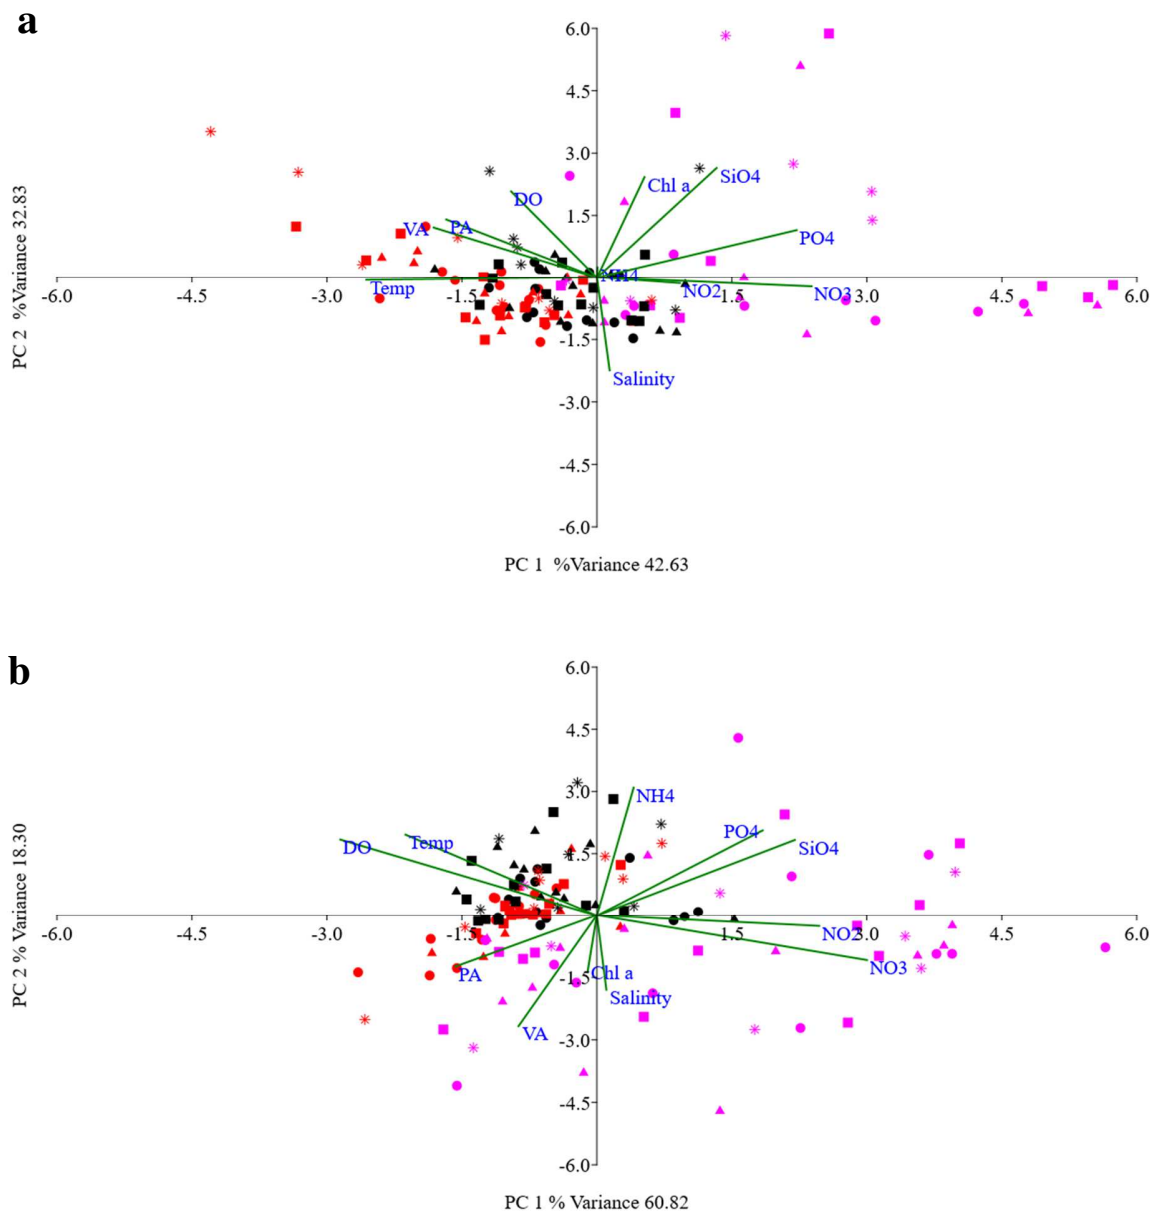 a
6.0
4.5
3.0
SiO4
Chl a
DO
1.5
VA PA
PO4
NH4
-6.0 -4.5 -3.0 -1.5 1.5 3.0 4.5 6.0
Temp NO2 NO3
-1.5
Salinity
-3.0
-4.5
-6.0
PC 2 %Variance 32.83
PC 1 %Variance 42.63
b
6.0
4.5
3.0
NH4
PO4
Temp
DO SiO4
1.5
-6.0 -4.5 -3.0 -1.5 1.5 3.0 4.5 6.0
NO2
PA NO3
-1.5 Chl a
Salinity
VA
-3.0
-4.5
-6.0
PC 2 % Variance 18.30
PC 1 % Variance 60.82